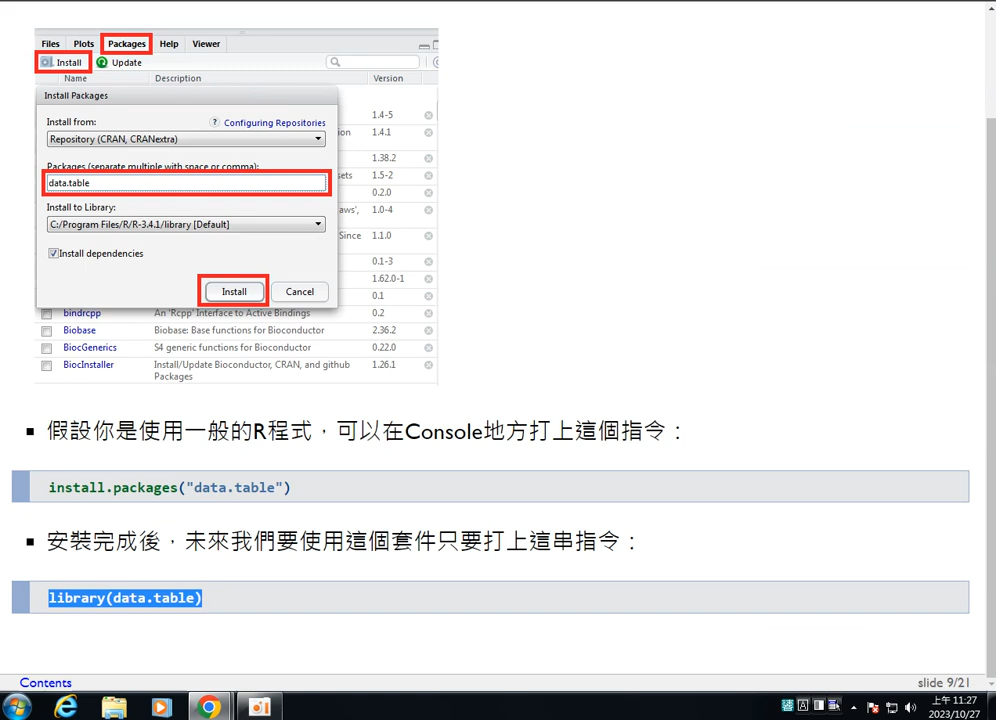 Files Plots Packages Help Viewer
Install Update
Name Description Version
Install Packages
1.4-5
Install from: ? Configuring Repositories
ion 1.4.1
Repository (CRAN, CRANextra)
1.38.2
Packages (separate multiple with space or comma):
sets 1.5-2
data.table
0.2.0
Install to Library:
aws', 1.0-4
C:/Program Files/R/R-3.4.1/library [Default]
Since 1.1.0
Install dependencies
0.1-3
1.62.0-1
Install Cancel
0.1
bindrcpp An 'Rcpp' Interface to Active Bindings 0.2
Biobase Biobase: Base functions for Bioconductor 2.36.2
BiocGenerics S4 generic functions for Bioconductor 0.22.0
BiocInstaller Install/Update Bioconductor, CRAN, and github 1.26.1
Packages
▪ 假設你是使用一般的R程式，可以在Console地方打上這個指令：
install.packages("data.table")
▪ 安裝完成後，未來我們要使用這個套件只要打上這串指令：
library(data.table)
Contents slide 9/21
上午 11:27
2023/10/27